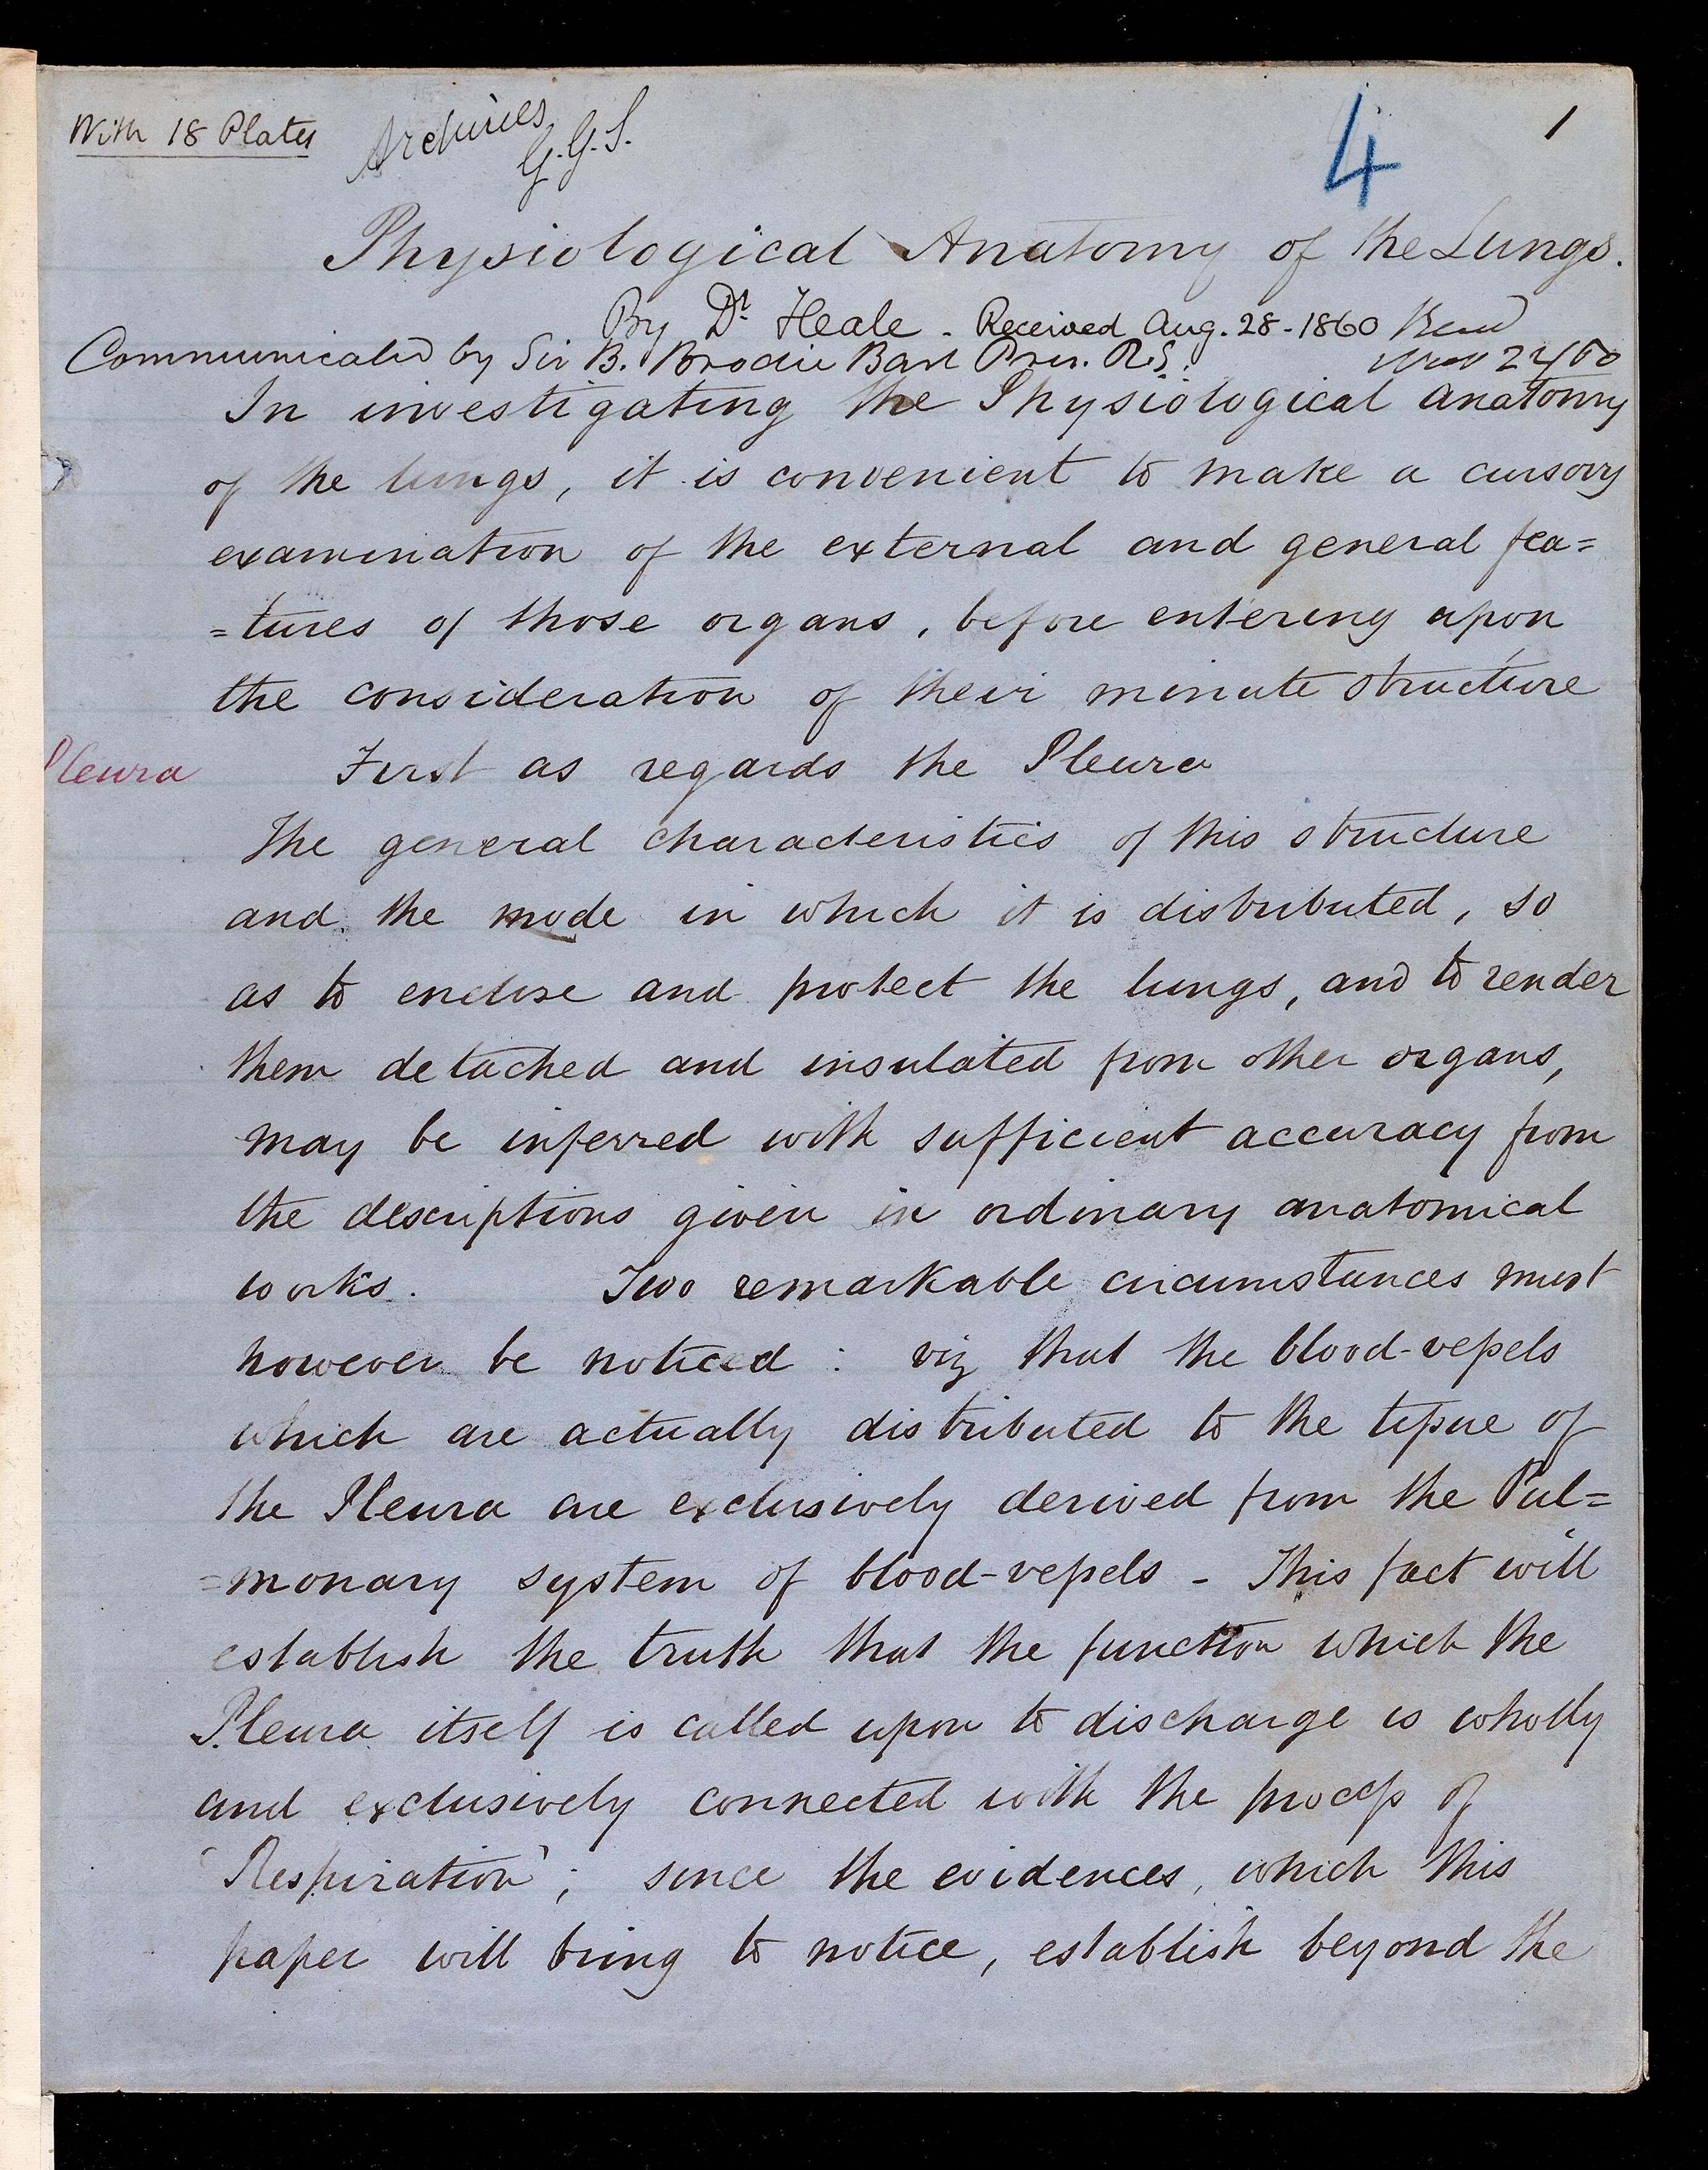 With 18 Plates
Archives
G.G.S.
4
1
Physiological Anatomy of the Lungs.
By Dr Heale - Received Aug. 28 - 1860 Read
Communicated by Sir B. Brodie Bart Pres. R.S.
In investigating the Physiological anatomy
of the lungs, it is convenient to make a cursory
examination of the external and general fea=
=tures of those organs, before entering upon
the consideration of their minute structure
Pleura
First as regards the Pleura
The general characteristics of this structure
and the mode in which it is distributed, so
as to enclose and protect the lungs, and to render
them detached and insulated from other organs,
may be inferred with sufficient accuracy from
the descriptions given in ordinary anatomical
works. Two remarkable circumstances must
however be noticed : viz that the blood-vessels
which are actually distributed to the tissue of
the Pleura are exclusively derived from the Pul=
=monary system of blood-vessels - This fact will
establish the truth that the function which the
Pleura itself is called upon to discharge is wholly
and exclusively connected with the process of
'Respiration'; since the evidences, which this
paper will bring to notice, establish beyond the